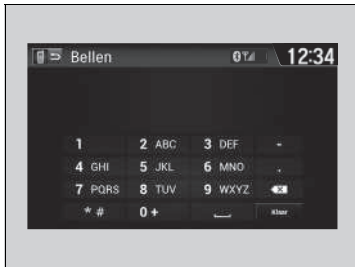 Bellen 12:34
1 2 ABC 3 DEF -
4 GHI 5 JKL 6 MNO .
7 PQRS 8 TUV 9 WXYZ
* # 0 + Klaar